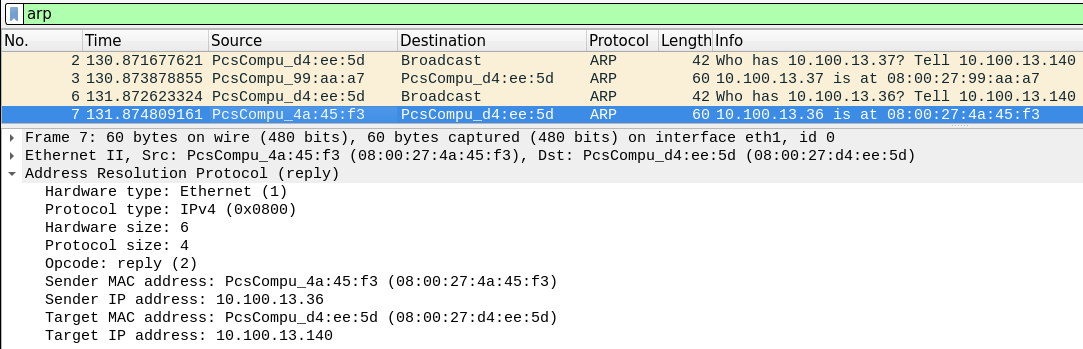 arp
No. Time Source Destination Protocol Length Info
2 130.871677621 PcsCompu_d4:ee:5d Broadcast ARP 42 Who has 10.100.13.37? Tell 10.100.13.140
3 130.873878855 PcsCompu_99:aa:a7 PcsCompu_d4:ee:5d ARP 60 10.100.13.37 is at 08:00:27:99:aa:a7
6 131.872623324 PcsCompu_d4:ee:5d Broadcast ARP 42 Who has 10.100.13.36? Tell 10.100.13.140
7 131.874809161 PcsCompu_4a:45:f3 PcsCompu_d4:ee:5d ARP 60 10.100.13.36 is at 08:00:27:4a:45:f3
Frame 7: 60 bytes on wire (480 bits), 60 bytes captured (480 bits) on interface eth1, id 0
Ethernet II, Src: PcsCompu_4a:45:f3 (08:00:27:4a:45:f3), Dst: PcsCompu_d4:ee:5d (08:00:27:d4:ee:5d)
Address Resolution Protocol (reply)
Hardware type: Ethernet (1)
Protocol type: IPv4 (0x0800)
Hardware size: 6
Protocol size: 4
Opcode: reply (2)
Sender MAC address: PcsCompu_4a:45:f3 (08:00:27:4a:45:f3)
Sender IP address: 10.100.13.36
Target MAC address: PcsCompu_d4:ee:5d (08:00:27:d4:ee:5d)
Target IP address: 10.100.13.140